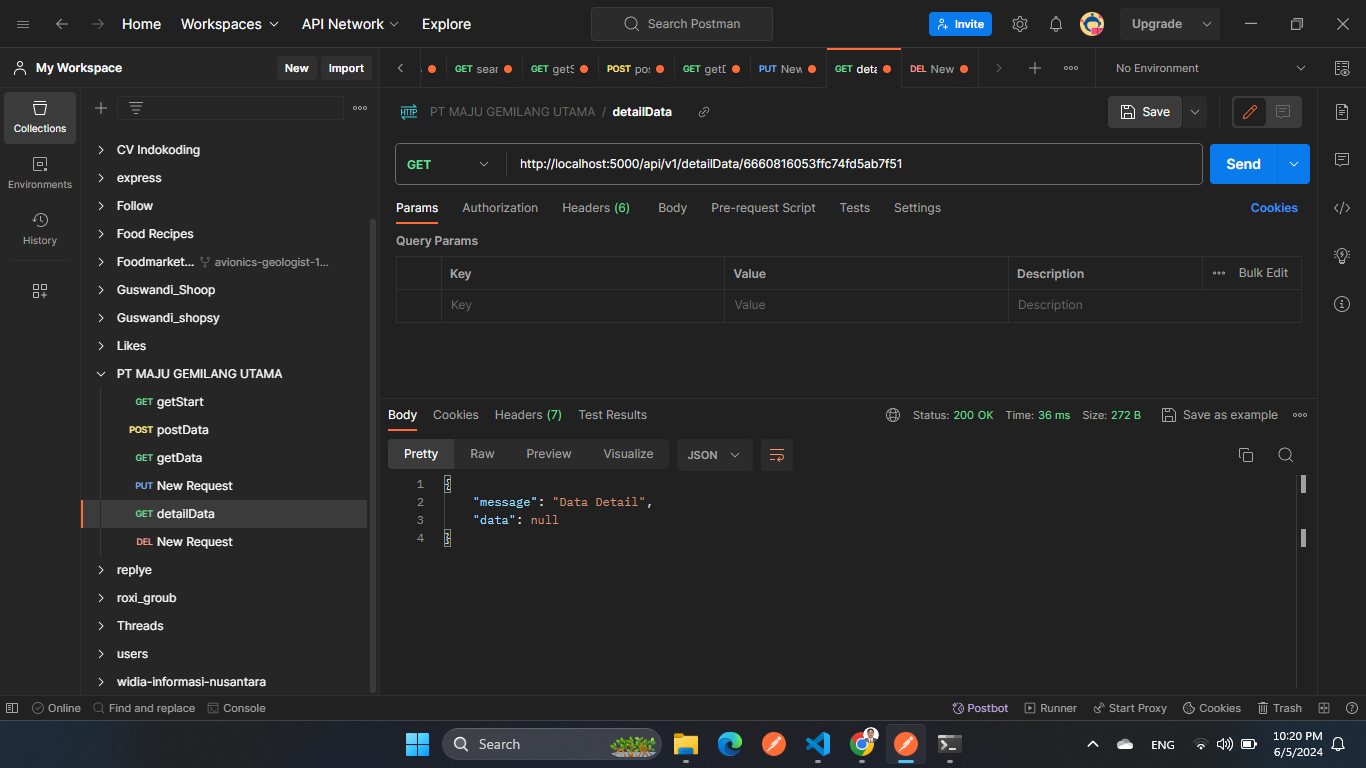 Home Workspaces API Network Explore Search Postman Invite Upgrade
My Workspace New Import
GET sear GET getS POST pos GET getD PUT New GET deta DEL New No Environment
Collections
Environments
History
CV Indokoding
express
Follow
Food Recipes
Foodmarket... avionics-geologist-1...
Guswandi_Shoop
Guswandi_shopsy
Likes
PT MAJU GEMILANG UTAMA
GET getStart
POST postData
GET getData
PUT New Request
GET detailData
DEL New Request
replye
roxi_groub
Threads
users
widia-informasi-nusantara
HTTP PT MAJU GEMILANG UTAMA / detailData Save
GET http://localhost:5000/api/v1/detailData/6660816053ffc74fd5ab7f51 Send
Params Authorization Headers (6) Body Pre-request Script Tests Settings Cookies
Query Params
Key Value Description Bulk Edit
Key Value Description
Body Cookies Headers (7) Test Results Status: 200 OK Time: 36 ms Size: 272 B Save as example
Pretty Raw Preview Visualize JSON
1 {
2 "message": "Data Detail",
3 "data": null
4 }
Online Find and replace Console Postbot Runner Start Proxy Cookies Trash
Search ENG 10:20 PM
6/5/2024